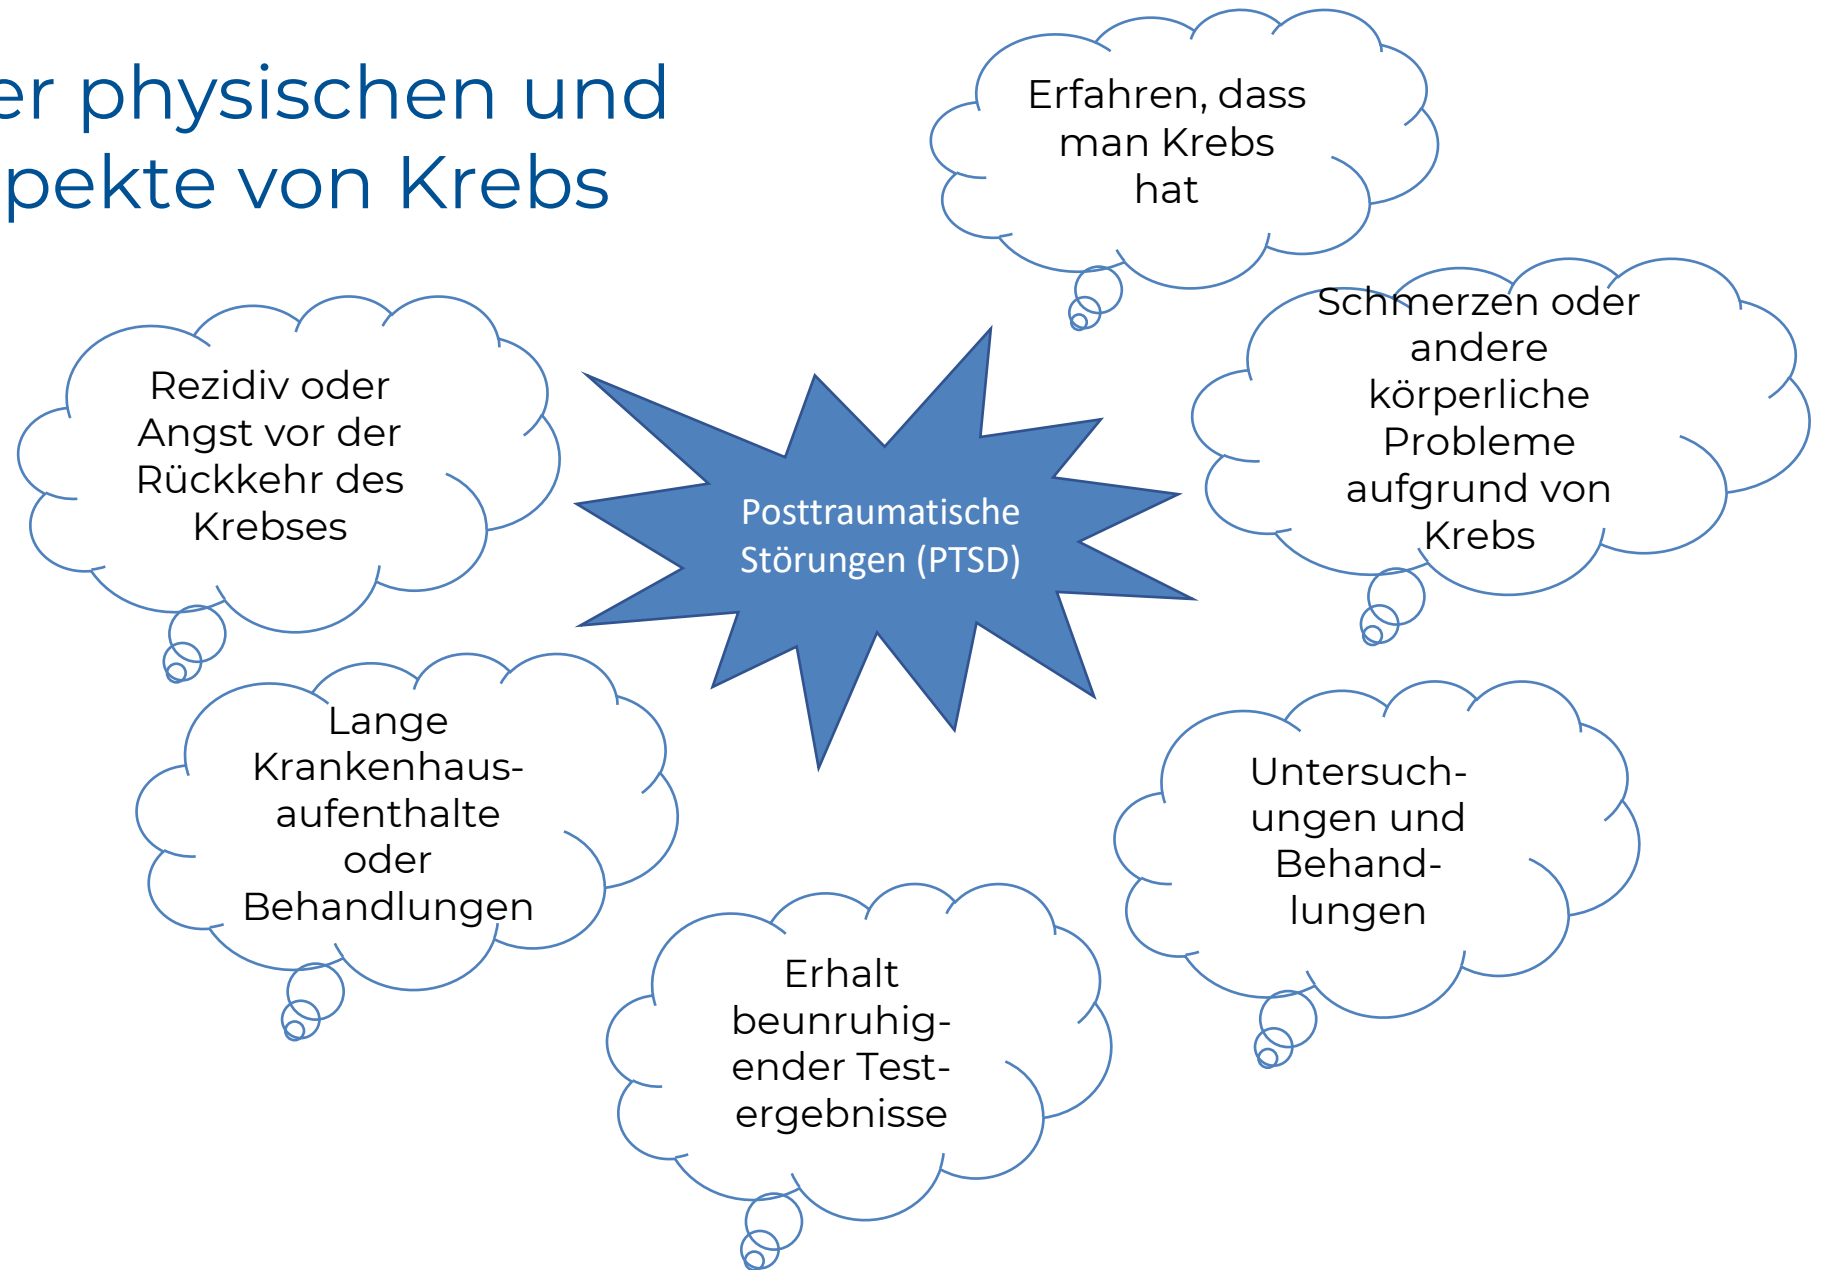 er physischen und
pekte von Krebs
Erfahren, dass
man Krebs
hat
Schmerzen oder
andere
körperliche
Probleme
aufgrund von
Krebs
Rezidiv oder
Angst vor der
Rückkehr des
Krebses
Posttraumatische
Störungen (PTSD)
Lange
Krankenhaus-
aufenthalte
oder
Behandlungen
Untersuch-
ungen und
Behand-
lungen
Erhalt
beunruhig-
ender Test-
ergebnisse